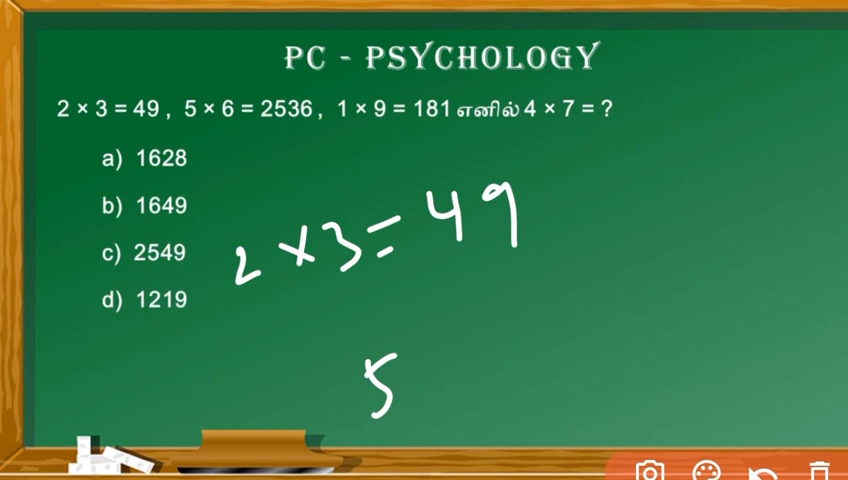 PC - PSYCHOLOGY
2 × 3 = 49 , 5 × 6 = 2536 , 1 × 9 = 181 எனில் 4 × 7 = ?
a) 1628
b) 1649
c) 2549
d) 1219
2 × 3 = 49
5